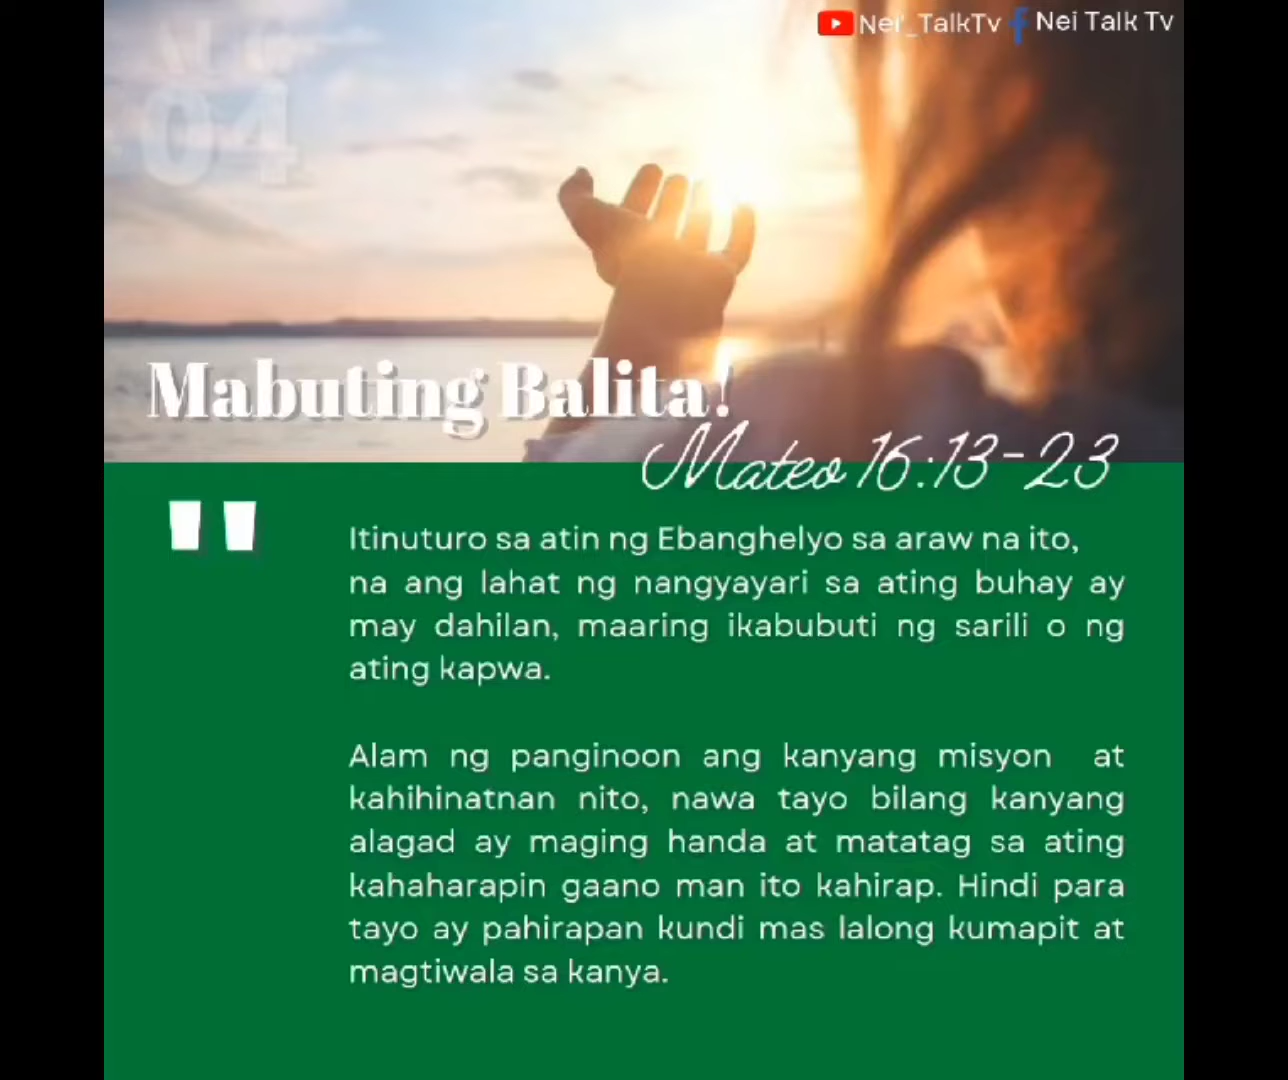 Nei'_TalkTv Nei Talk Tv
04
Mabuting Balita!
Mateo 16:13-23
"
Itinuturo sa atin ng Ebanghelyo sa araw na ito,
na ang lahat ng nangyayari sa ating buhay ay
may dahilan, maaring ikabubuti ng sarili o ng
ating kapwa.
Alam ng panginoon ang kanyang misyon at
kahihinatnan nito, nawa tayo bilang kanyang
alagad ay maging handa at matatag sa ating
kahaharapin gaano man ito kahirap. Hindi para
tayo ay pahirapan kundi mas lalong kumapit at
magtiwala sa kanya.